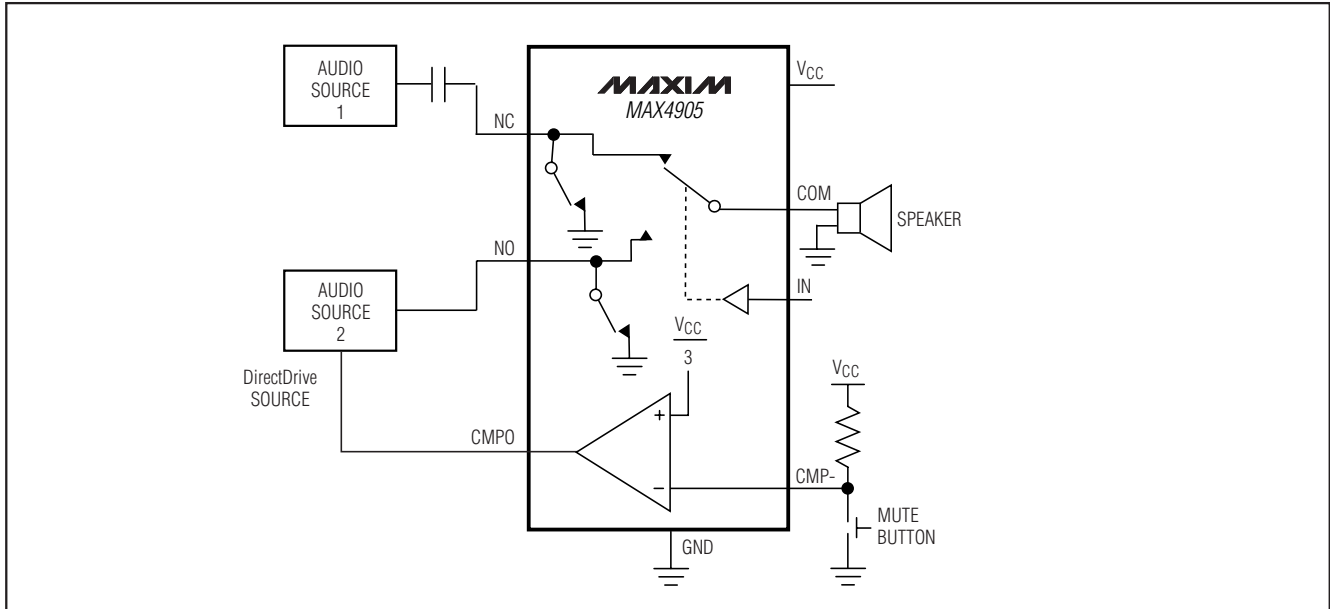 AUDIO
SOURCE
1
NC
MAXIM
MAX4905
VCC
COM
SPEAKER
NO
IN
AUDIO
SOURCE
2
DirectDrive
SOURCE
VCC
3
VCC
+
CMPO
CMP-
−
MUTE
BUTTON
GND